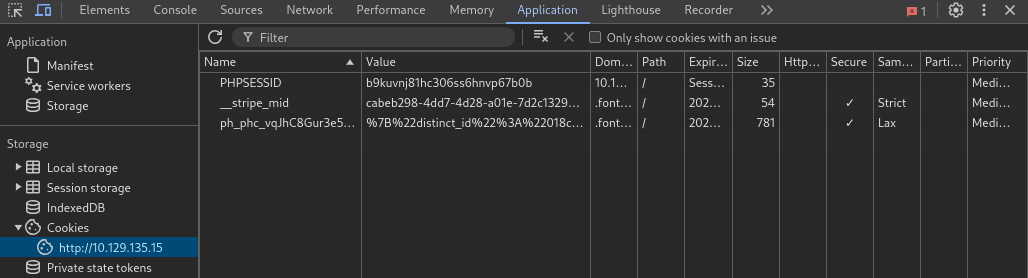 Elements Console Sources Network Performance Memory Application Lighthouse Recorder 1
Filter Only show cookies with an issue
Application
Manifest
Service workers
Storage
Storage
Local storage
Session storage
IndexedDB
Cookies
http://10.129.135.15
Private state tokens
Name Value Dom… Path Expir… Size Http… Secure Sam… Parti… Priority
PHPSESSID b9kuvnj81hc306ss6hnvp67b0b 10.1… / Sess… 35 Medi…
__stripe_mid cabeb298-4dd7-4d28-a01e-7d2c1329… .font… / 202… 54 ✓ Strict Medi…
ph_phc_vqJhC8Gur3e5… %7B%22distinct_id%22%3A%22018c… .font… / 202… 781 ✓ Lax Medi…